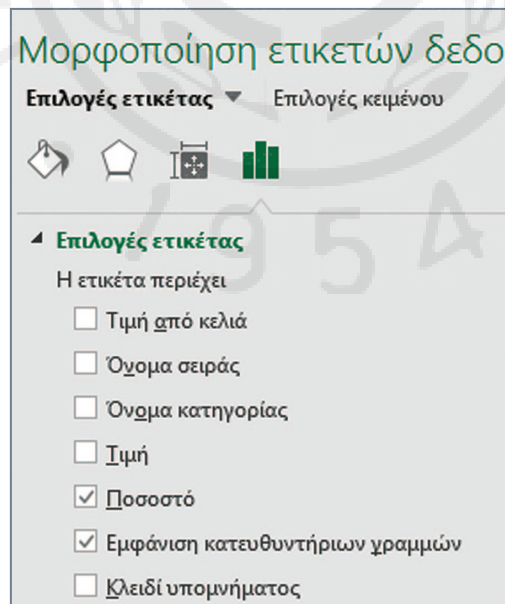 Μορφοποίηση ετικετών δεδο
Επιλογές ετικέτας Επιλογές κειμένου
1954
Επιλογές ετικέτας
Η ετικέτα περιέχει
Τιμή από κελιά
Όνομα σειράς
Όνομα κατηγορίας
Τιμή
Ποσοστό
Εμφάνιση κατευθυντήριων γραμμών
Κλειδί υπομνήματος